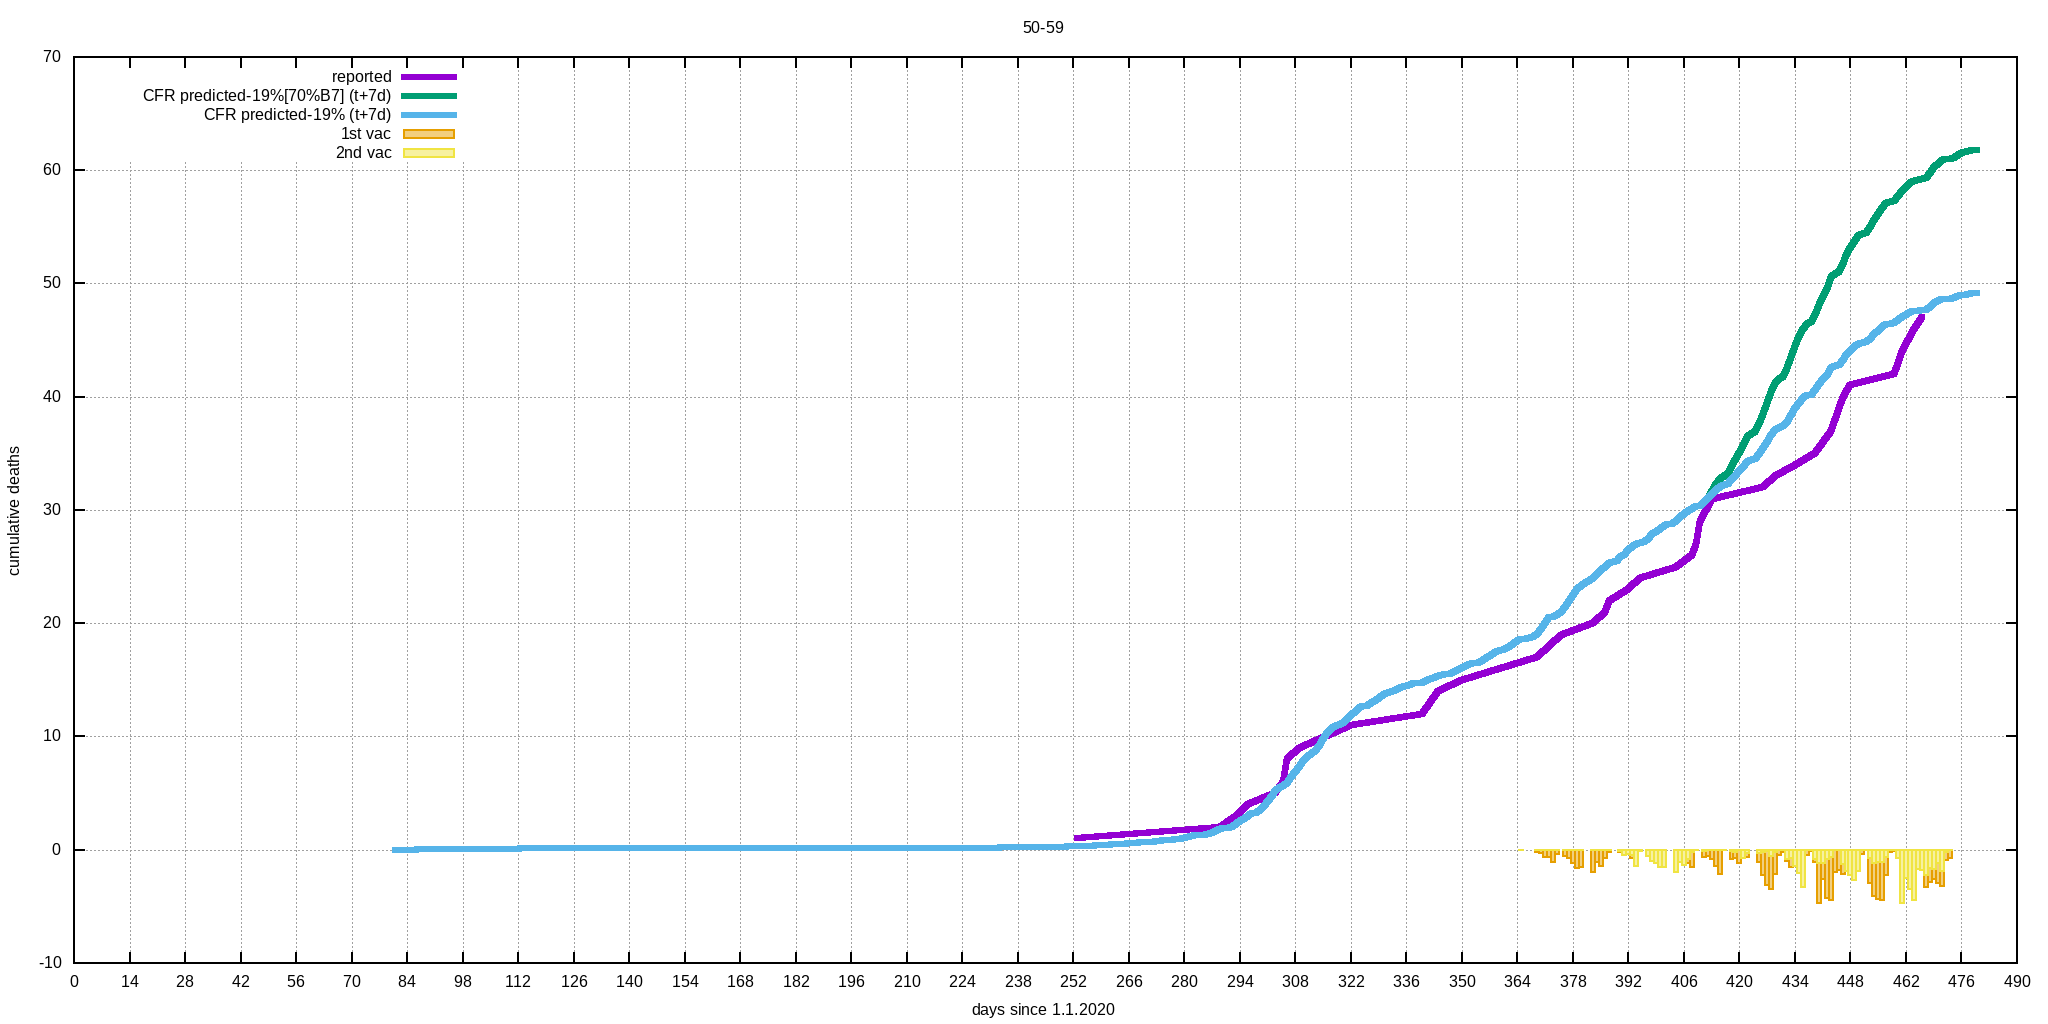 50-59
70
60
50
40
30
20
10
0
-10
cumulative deaths
reported
CFR predicted-19%[70%B7] (t+7d)
CFR predicted-19% (t+7d)
1st vac
2nd vac
0 14 28 42 56 70 84 98 112 126 140 154 168 182 196 210 224 238 252 266 280 294 308 322 336 350 364 378 392 406 420 434 448 462 476 490
days since 1.1.2020